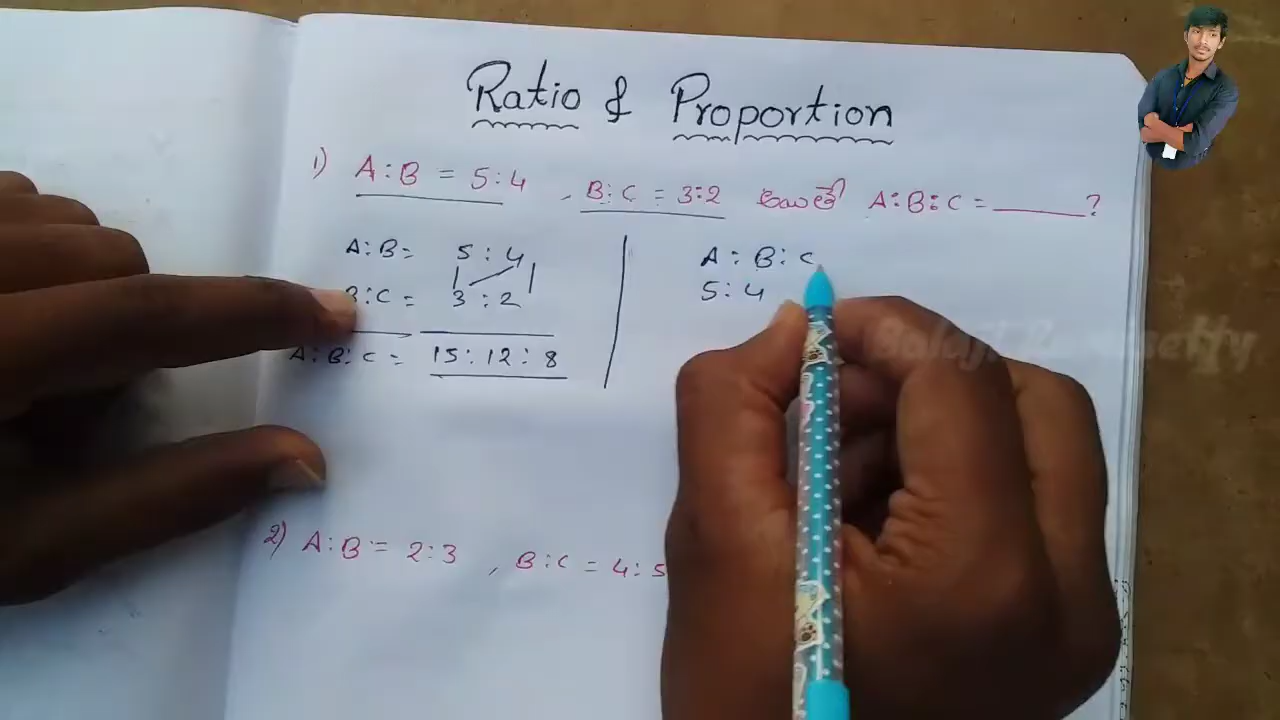 Ratio & Proportion
1) A:B = 5:4 , B:C = 3:2 అయితే A:B:C = ______?
A:B= 5:4
B:C= 3:2
A:B:C= 15:12:8
A:B:C
5:4
2) A:B= 2:3 , B:C = 4:5